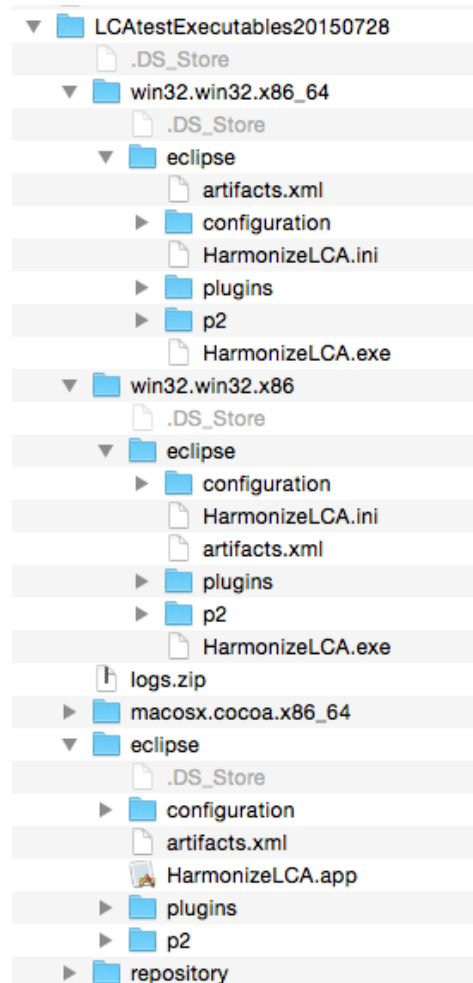 LCAtestExecutables20150728
.DS_Store
win32.win32.x86_64
.DS_Store
eclipse
artifacts.xml
configuration
HarmonizeLCA.ini
plugins
p2
HarmonizeLCA.exe
win32.win32.x86
.DS_Store
eclipse
configuration
HarmonizeLCA.ini
artifacts.xml
plugins
p2
HarmonizeLCA.exe
logs.zip
macosx.cocoa.x86_64
eclipse
.DS_Store
configuration
artifacts.xml
HarmonizeLCA.app
plugins
p2
repository